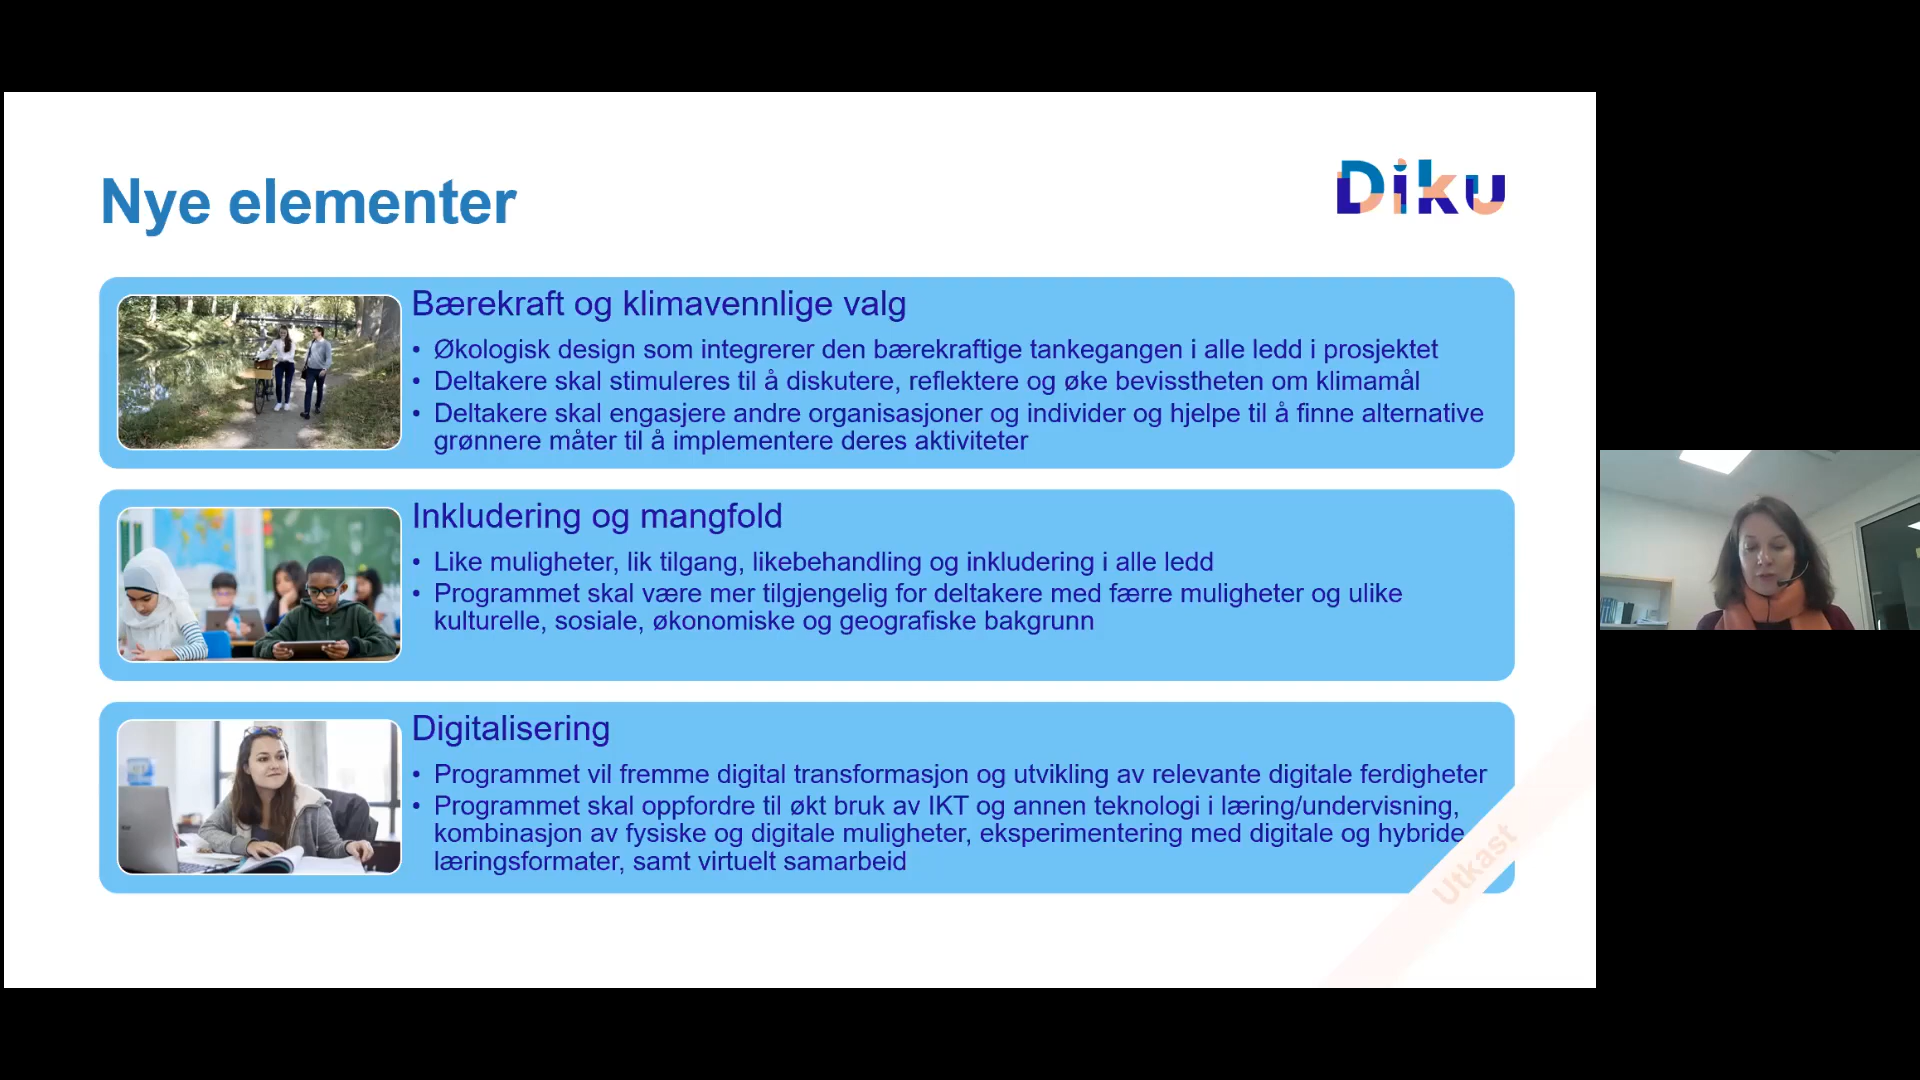 Nye elementer
Diku
Bærekraft og klimavennlige valg
• Økologisk design som integrerer den bærekraftige tankegangen i alle ledd i prosjektet
• Deltakere skal stimuleres til å diskutere, reflektere og øke bevisstheten om klimamål
• Deltakere skal engasjere andre organisasjoner og individer og hjelpe til å finne alternative
grønnere måter til å implementere deres aktiviteter
Inkludering og mangfold
• Like muligheter, lik tilgang, likebehandling og inkludering i alle ledd
• Programmet skal være mer tilgjengelig for deltakere med færre muligheter og ulike
kulturelle, sosiale, økonomiske og geografiske bakgrunn
Digitalisering
• Programmet vil fremme digital transformasjon og utvikling av relevante digitale ferdigheter
• Programmet skal oppfordre til økt bruk av IKT og annen teknologi i læring/undervisning,
kombinasjon av fysiske og digitale muligheter, eksperimentering med digitale og hybride
læringsformater, samt virtuelt samarbeid
Utkast